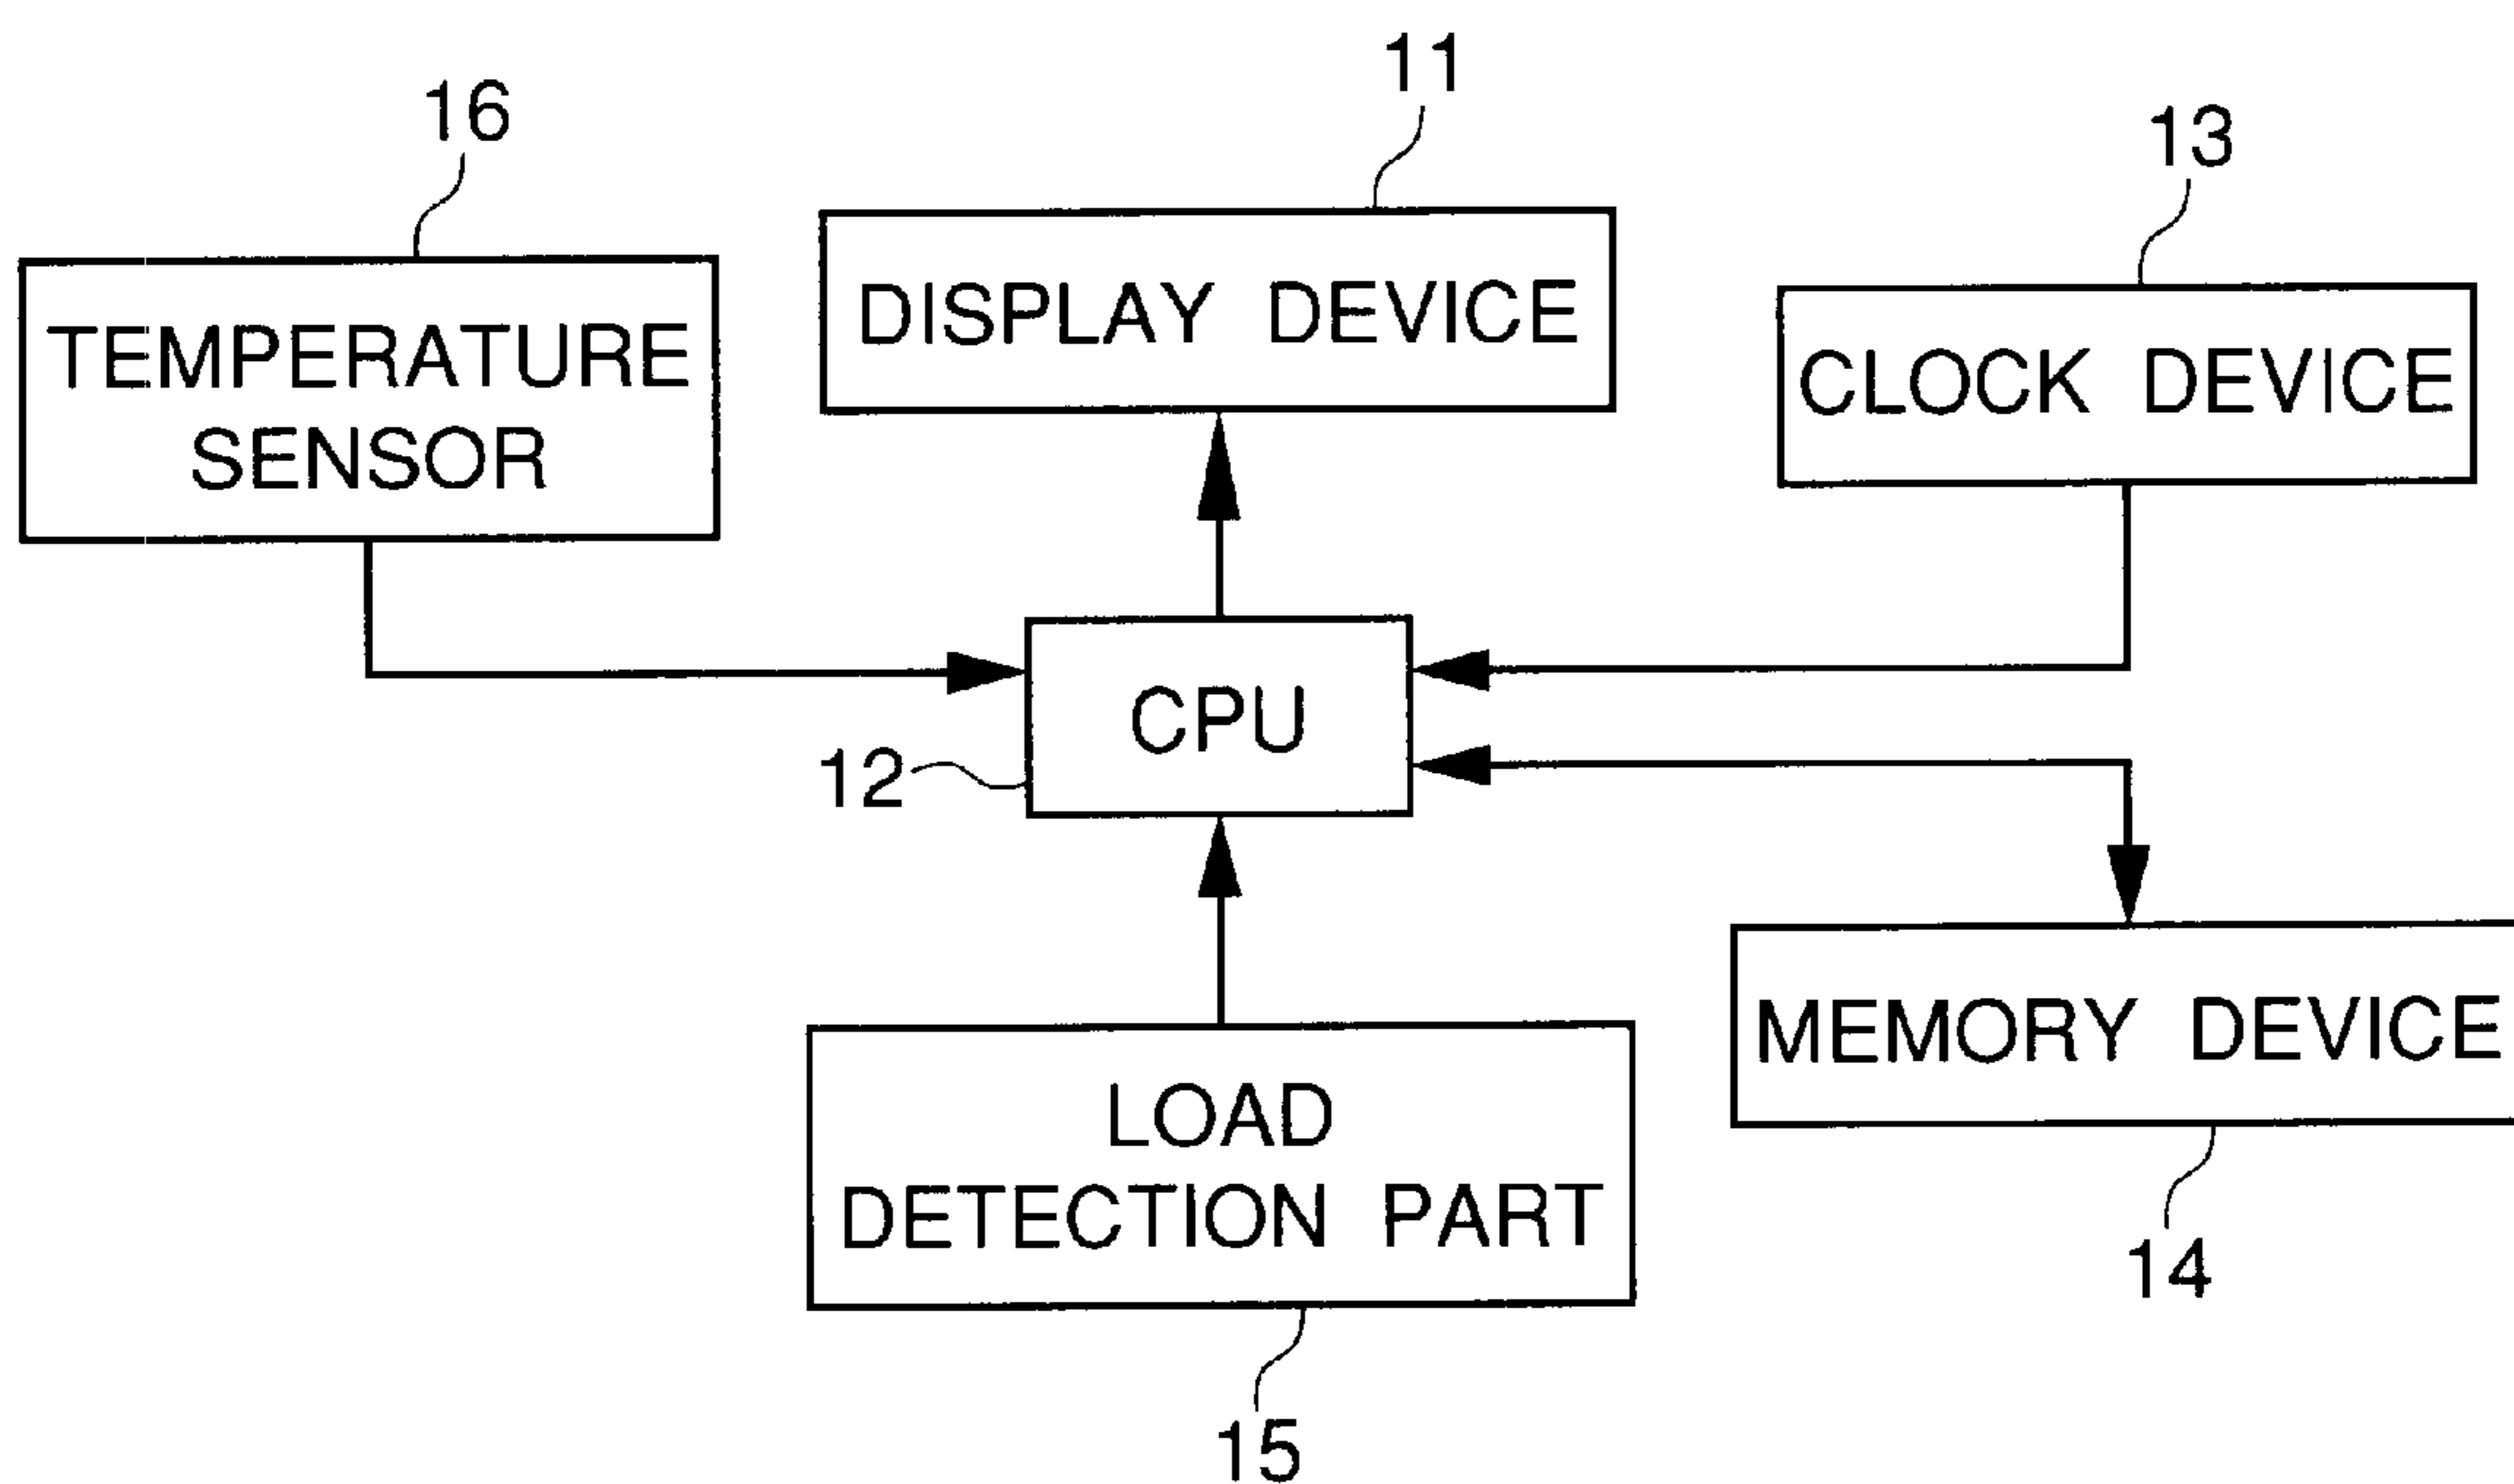 11
16
13
DISPLAY DEVICE
TEMPERATURE
SENSOR
CLOCK DEVICE
CPU
12
MEMORY DEVICE
LOAD
DETECTION PART
14
15